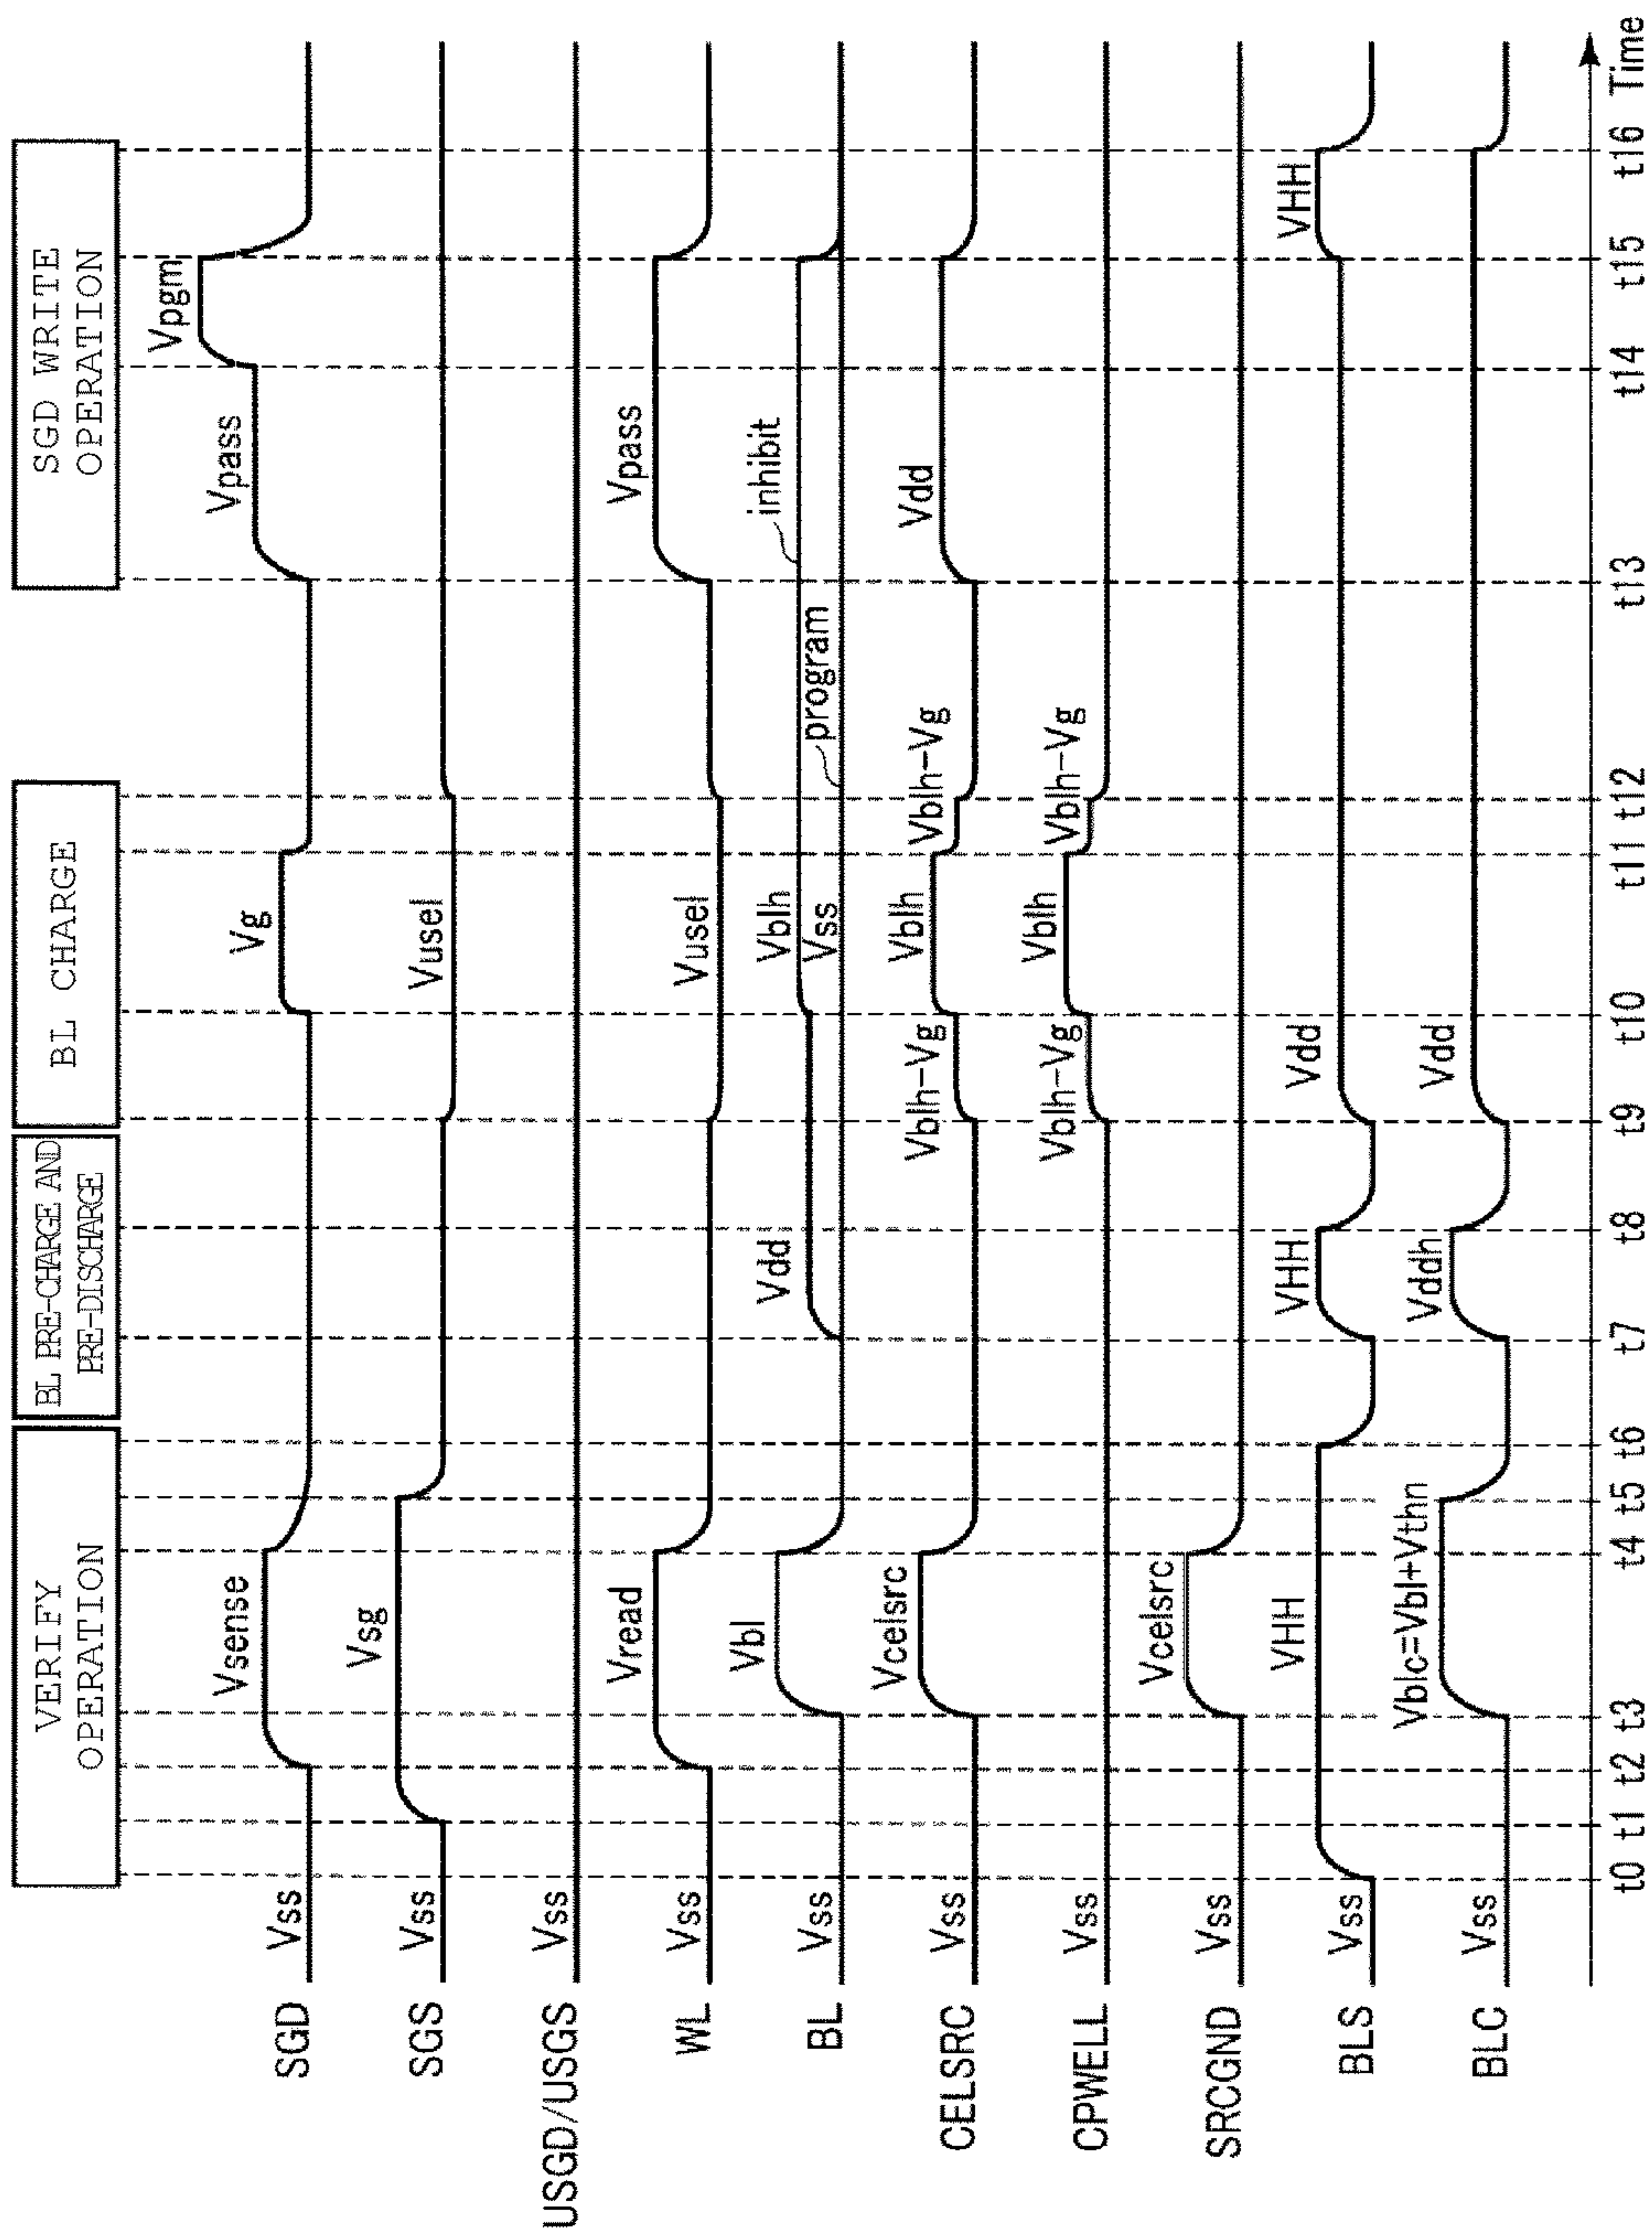 VERIFY
OPERATION
BL PRE-CHARGE AND
PRE-DISCHARGE
BL CHARGE
SGD WRITE
OPERATION
SGD
Vss
Vsense
Vg
Vpass
Vpgm
SGS
Vss
Vsg
Vusel
USGD/USGS
Vss
WL
Vss
Vread
Vusel
Vpass
BL
Vss
Vbl
Vdd
Vblh
Vss
program
inhibit
CELSRC
Vss
Vcelsrc
Vblh-Vg
Vblh
Vblh-Vg
Vdd
CPWELL
Vss
Vblh-Vg
Vblh
Vblh-Vg
SRCGND
Vss
Vcelsrc
BLS
Vss
VHH
VHH
Vdd
VHH
BLC
Vss
Vblc=Vbl+Vthn
Vddh
Vdd
t0 t1 t2 t3 t4 t5 t6 t7 t8 t9 t10 t11 t12 t13 t14 t15 t16 Time